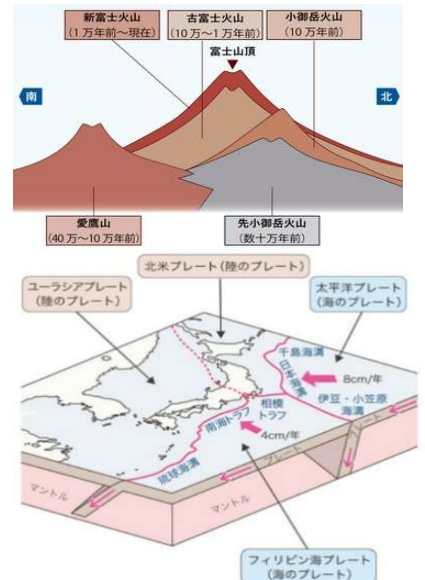 新富士火山
(1万年前～現在)
古富士火山
(10万～1万年前)
小御岳火山
(10万年前)
富士山頂
南
北
愛鷹山
(40万～10万年前)
先小御岳火山
(数十万年前)
北米プレート(陸のプレート)
ユーラシアプレート
(陸のプレート)
太平洋プレート
(海のプレート)
千島海溝
日本海溝
8cm/年
伊豆・小笠原
海溝
相模
トラフ
南海トラフ
4cm/年
琉球海溝
プレート
プレート
マントル
マントル
フィリピン海プレート
(海のプレート)